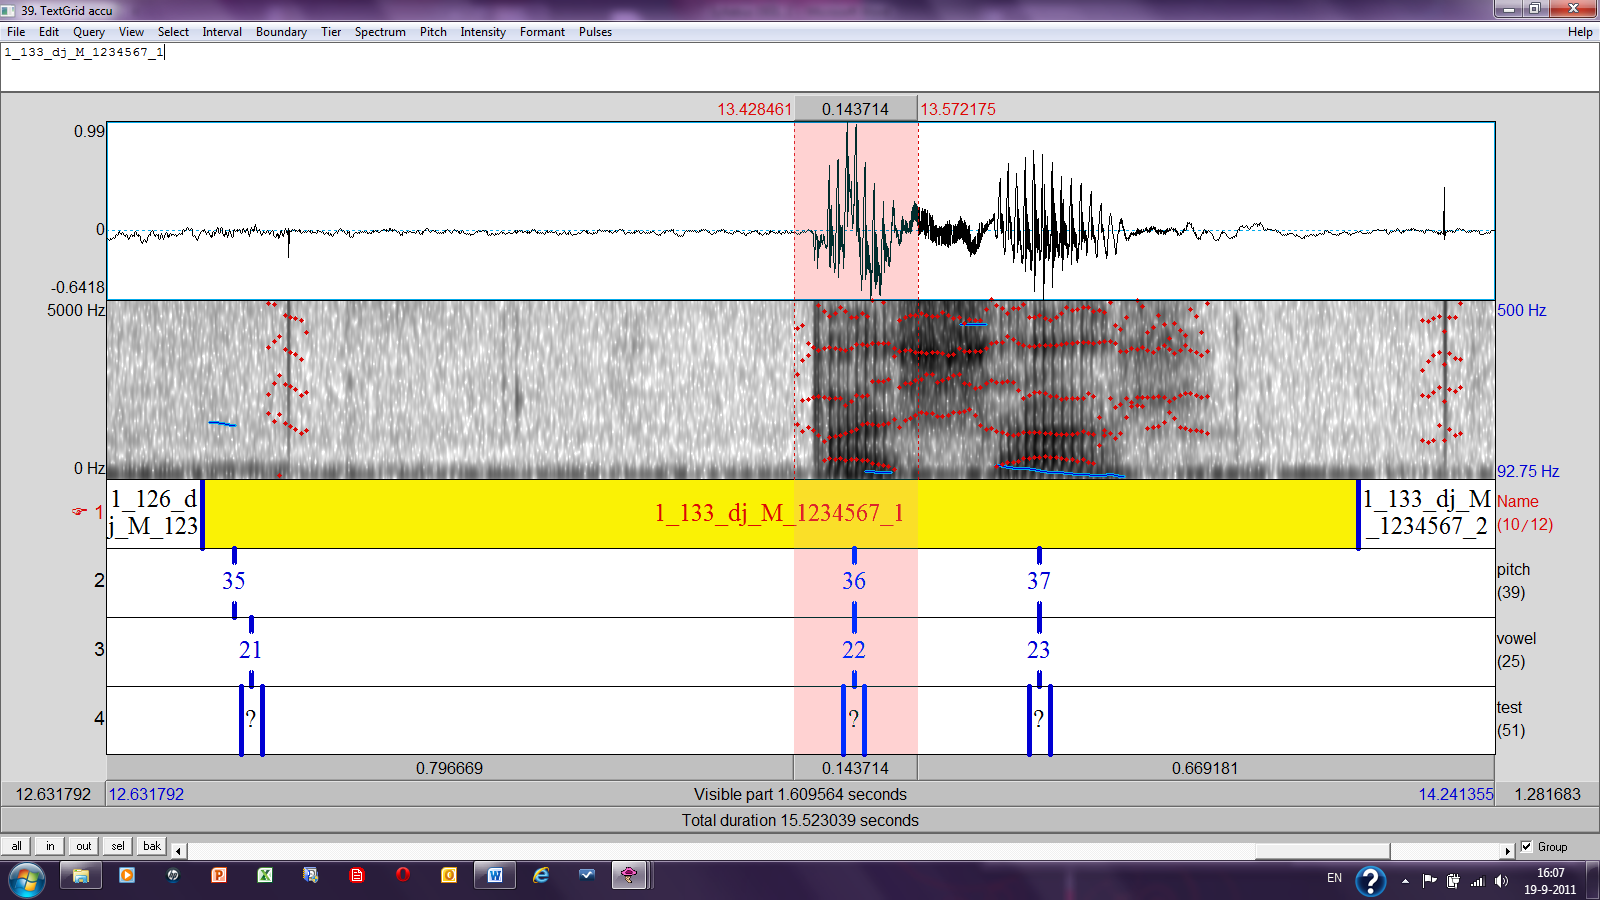 39. TextGrid accu
File Edit Query View Select Interval Boundary Tier Spectrum Pitch Intensity Formant Pulses Help
1_133_dj_M_1234567_1
13.428461 0.143714 13.572175
0.99
0
-0.6418
5000 Hz 500 Hz
0 Hz 92.75 Hz
1_126_d
j_M_123
1_133_dj_M_1234567_1
1_133_dj_M
_1234567_2
1
Name
(10/12)
2 35 36 37
pitch
(39)
3 21 22 23
vowel
(25)
4 ? ? ?
test
(51)
0.796669 0.143714 0.669181
12.631792 12.631792 Visible part 1.609564 seconds 14.241355 1.281683
Total duration 15.523039 seconds
all in out sel bak Group
EN 16:07
19-9-2011